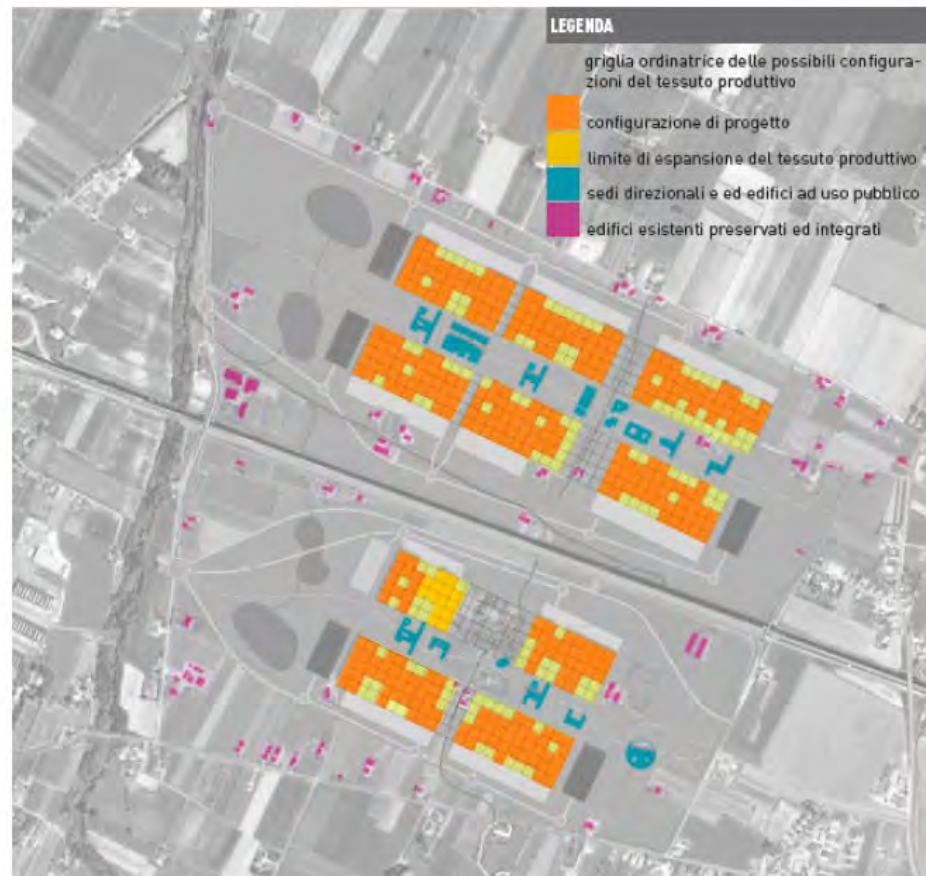 LEGENDA
griglia ordinatrice delle possibili configura-
zioni del tessuto produttivo
configurazione di progetto
limite di espansione del tessuto produttivo
sedi direzionali e ed edifici ad uso pubblico
edifici esistenti preservati ed integrati